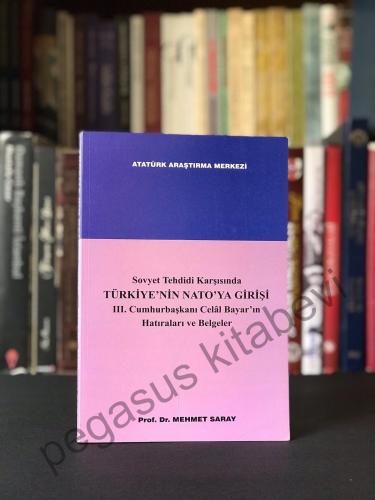 ATATÜRK ARAŞTIRMA MERKEZİ
Sovyet Tehdidi Karşısında
TÜRKİYE'NİN NATO'YA GİRİŞİ
III. Cumhurbaşkanı Celâl Bayar'ın
Hatıraları ve Belgeler
Prof. Dr. MEHMET SARAY
pegasus kitabevi